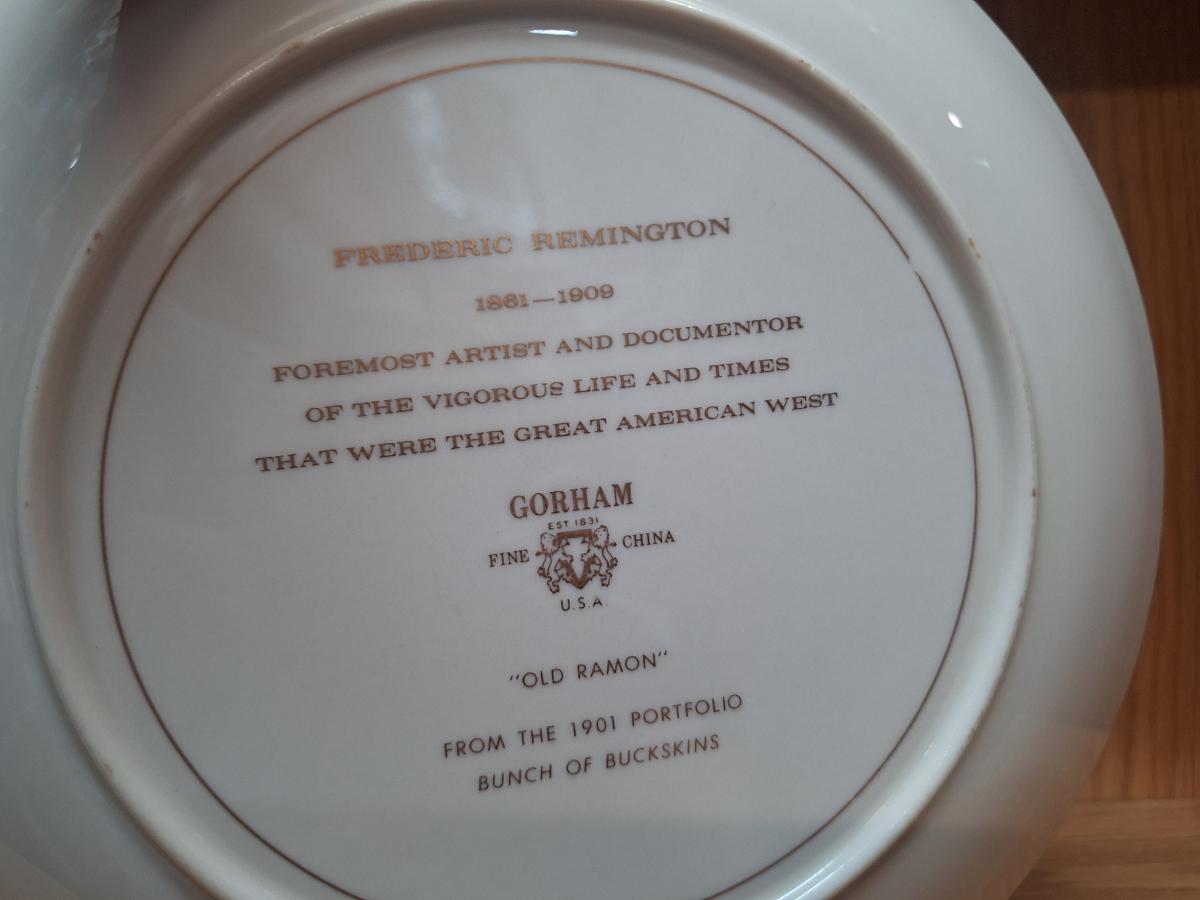 FREDERIC REMINGTON
1861—1909
FOREMOST ARTIST AND DOCUMENTOR
OF THE VIGOROUS LIFE AND TIMES
THAT WERE THE GREAT AMERICAN WEST
GORHAM
EST 1831
FINE CHINA
U.S.A.
"OLD RAMON"
FROM THE 1901 PORTFOLIO
BUNCH OF BUCKSKINS